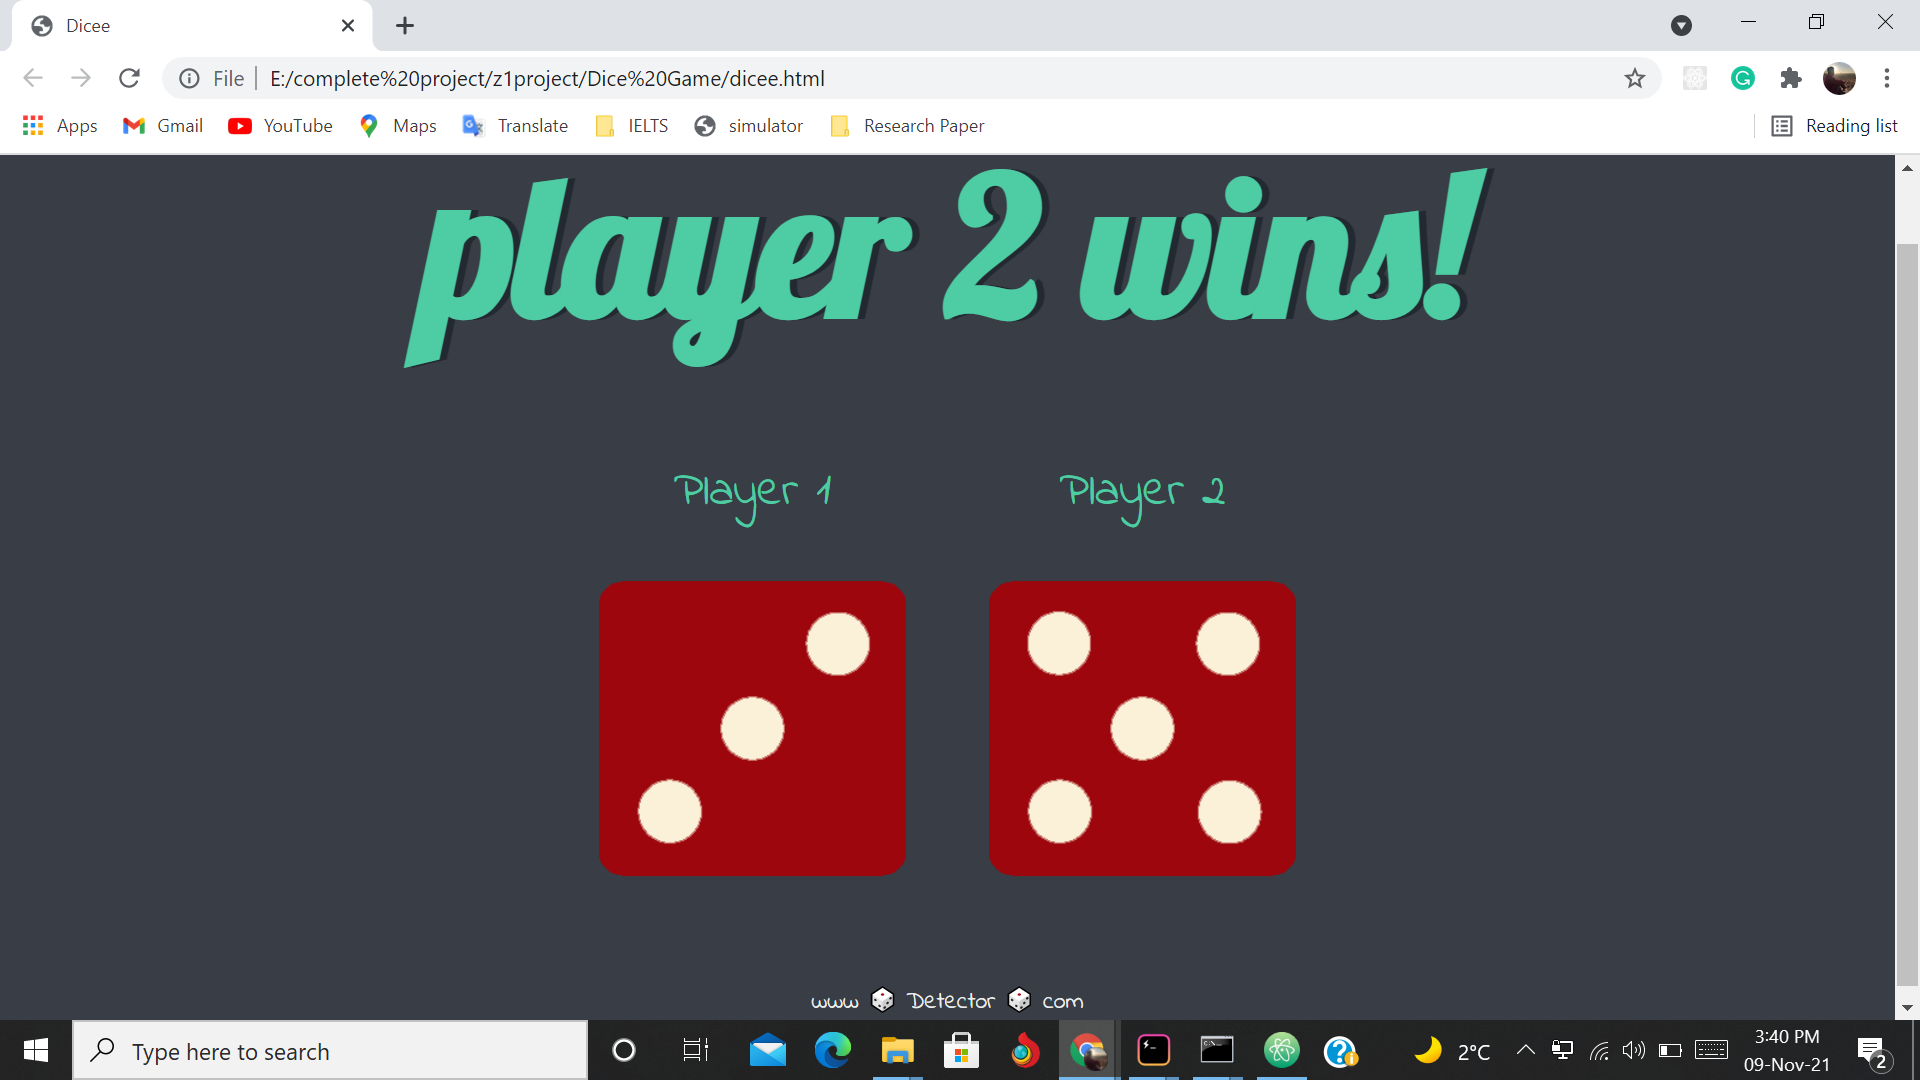 Dicee
File E:/complete%20project/z1project/Dice%20Game/dicee.html
Apps Gmail YouTube Maps Translate IELTS simulator Research Paper Reading list
player 2 wins!
Player 1 Player 2
www Detector com
Type here to search
2°C
3:40 PM
09-Nov-21
2